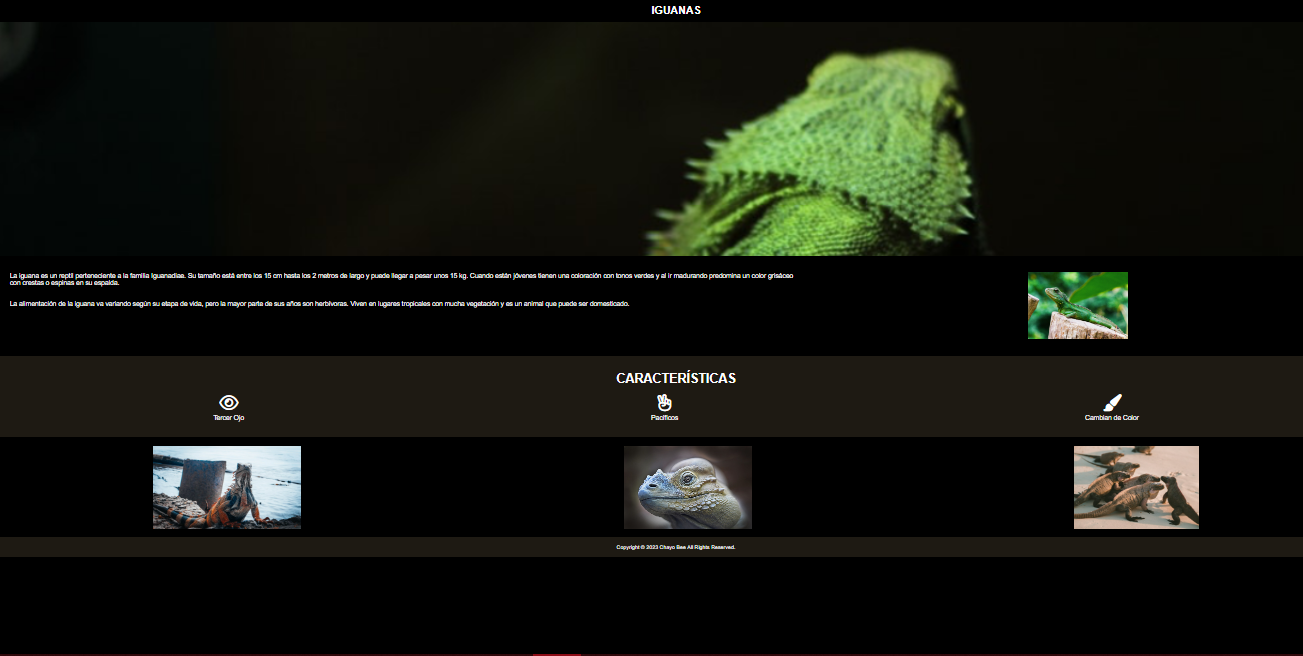 IGUANAS
La iguana es un reptil perteneciente a la familia Iguanadiae. Su tamaño está entre los 15 cm hasta los 2 metros de largo y puede llegar a pesar unos 15 kg. Cuando están jóvenes tienen una coloración con tonos verdes y al ir madurando predomina un color grisáceo
con crestas o espinas en su espalda.
La alimentación de la iguana va variando según su etapa de vida, pero la mayor parte de sus años son herbívoras. Viven en lugares tropicales con mucha vegetación y es un animal que puede ser domesticado.
CARACTERÍSTICAS
Tercer Ojo
Pacíficos
Cambian de Color
Copyright © 2023 Chayo Bee All Rights Reserved.